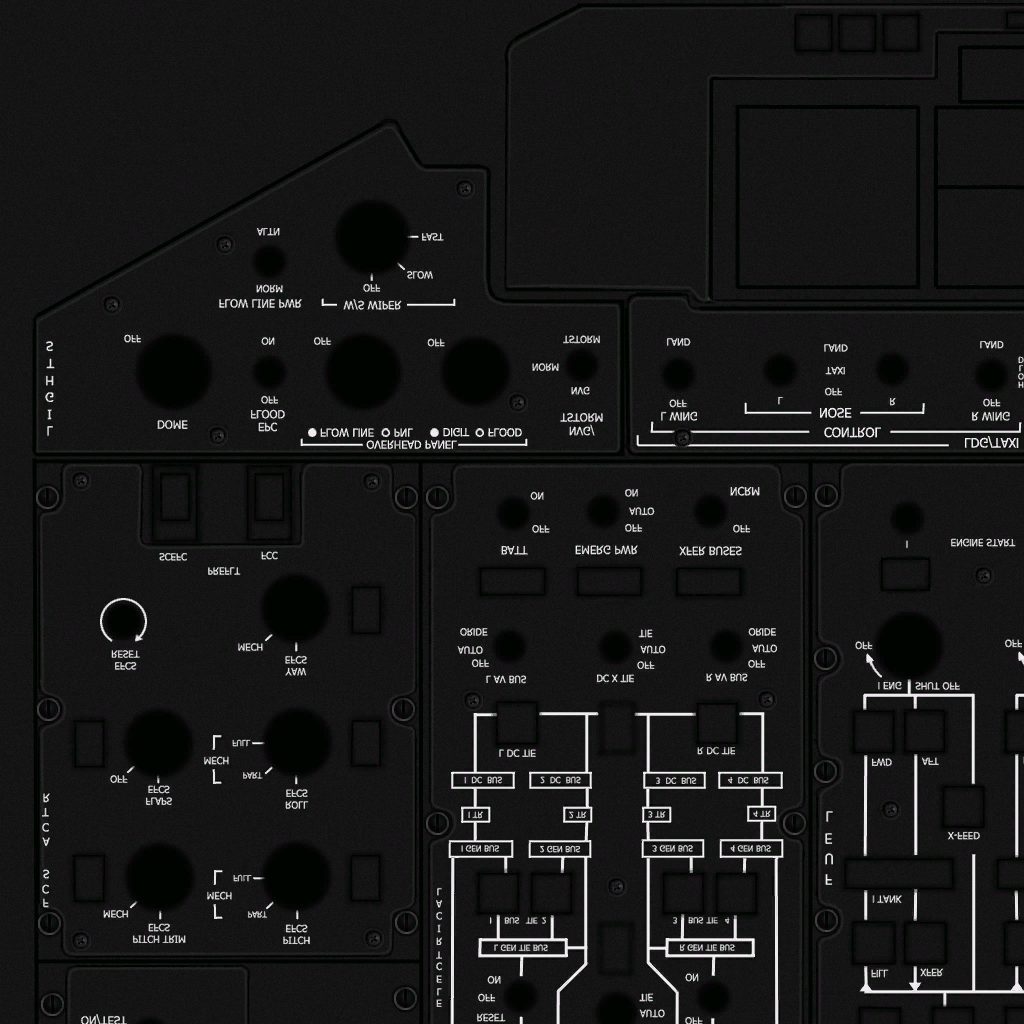 ALTN
FAST
SLOW
NORM
OFF
FLOW LINE PWR
W/S WIPER
LIGHTS
OFF
ON
OFF
OFF
TSTORM
NORM
NVG
OFF
DOME
FLOOD
EPC
FLOW LINE
PNL
DIGIT
FLOOD
OVERHEAD PANEL
NVG/
TSTORM
LAND
LAND
LAND
TAXI
OFF
OFF
L
R
OFF
L WING
NOSE
R WING
CONTROL
LDG/TAXI
SCEFC
FCC
PREFLT
EFCS
RESET
MECH
YAW
EFCS
OFF
EFCS
FLAPS
MECH
FULL
PART
EFCS
ROLL
MECH
EFCS
PITCH TRIM
MECH
FULL
PART
EFCS
PITCH
FCS ACTR
ON/TEST
ON
OFF
BATT
ON
AUTO
OFF
EMERG PWR
NCRM
OFF
XFER BUSES
ORIDE
AUTO
OFF
L AV BUS
TIE
AUTO
OFF
DC X TIE
ORIDE
AUTO
OFF
R AV BUS
L DC TIE
R DC TIE
1 DC BUS
2 DC BUS
3 DC BUS
4 DC BUS
1 TR
2 TR
3 TR
4 TR
1 GEN BUS
2 GEN BUS
3 GEN BUS
4 GEN BUS
1 BUS TIE 2
3 BUS TIE 4
L GEN TIE BUS
R GEN TIE BUS
ON
OFF
RESET
TIE
AUTO
ON
OFF
ELECTRICAL
1
ENGINE START
OFF
OFF
1 ENG
SHUT OFF
FWD
AFT
X-FEED
1 TANK
FILL
XFER
FUEL